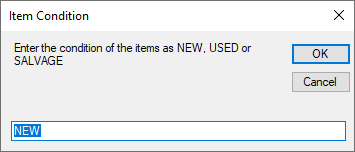 Item Condition
Enter the condition of the items as NEW, USED or
SALVAGE
OK
Cancel
NEW